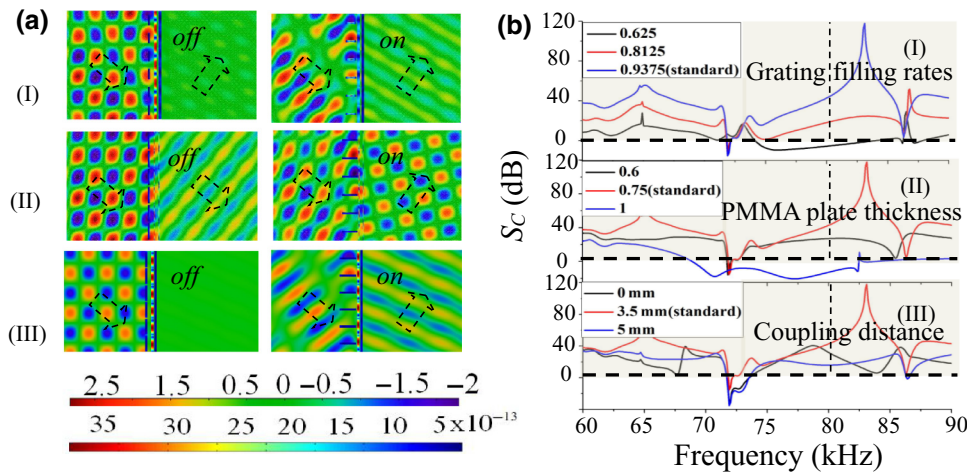 (a)
(I)
off
on
(II)
off
on
(III)
off
on
2.5 1.5 0.5 0 −0.5 −1.5 −2
35 30 25 20 15 10 5×10⁻¹³
(b)
120
80
40
0
0.625
0.8125
0.9375(standard)
(I)
Grating filling rates
120
80
40
0
0.6
0.75(standard)
1
(II)
PMMA plate thickness
120
80
40
0
0 mm
3.5 mm(standard)
5 mm
(III)
Coupling distance
S_C (dB)
60 65 70 75 80 85 90
Frequency (kHz)